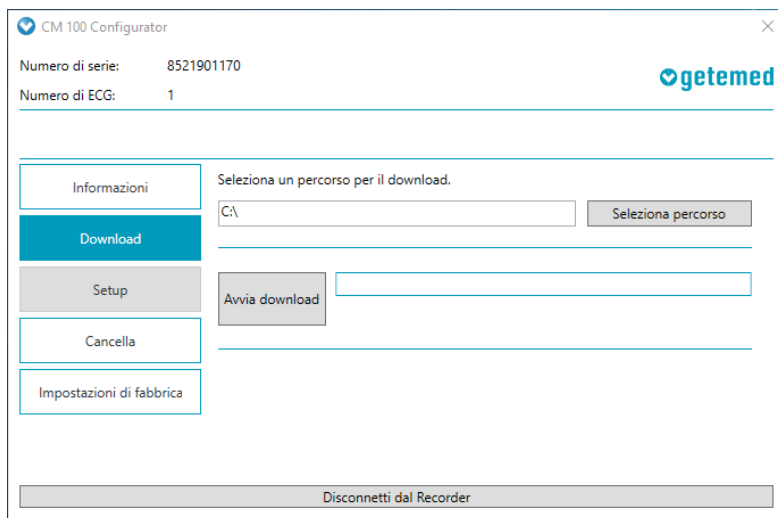 CM 100 Configurator
Numero di serie: 8521901170
getemed
Numero di ECG: 1
Informazioni
Seleziona un percorso per il download.
C:\
Seleziona percorso
Download
Setup
Avvia download
Cancella
Impostazioni di fabbrica
Disconnetti dal Recorder